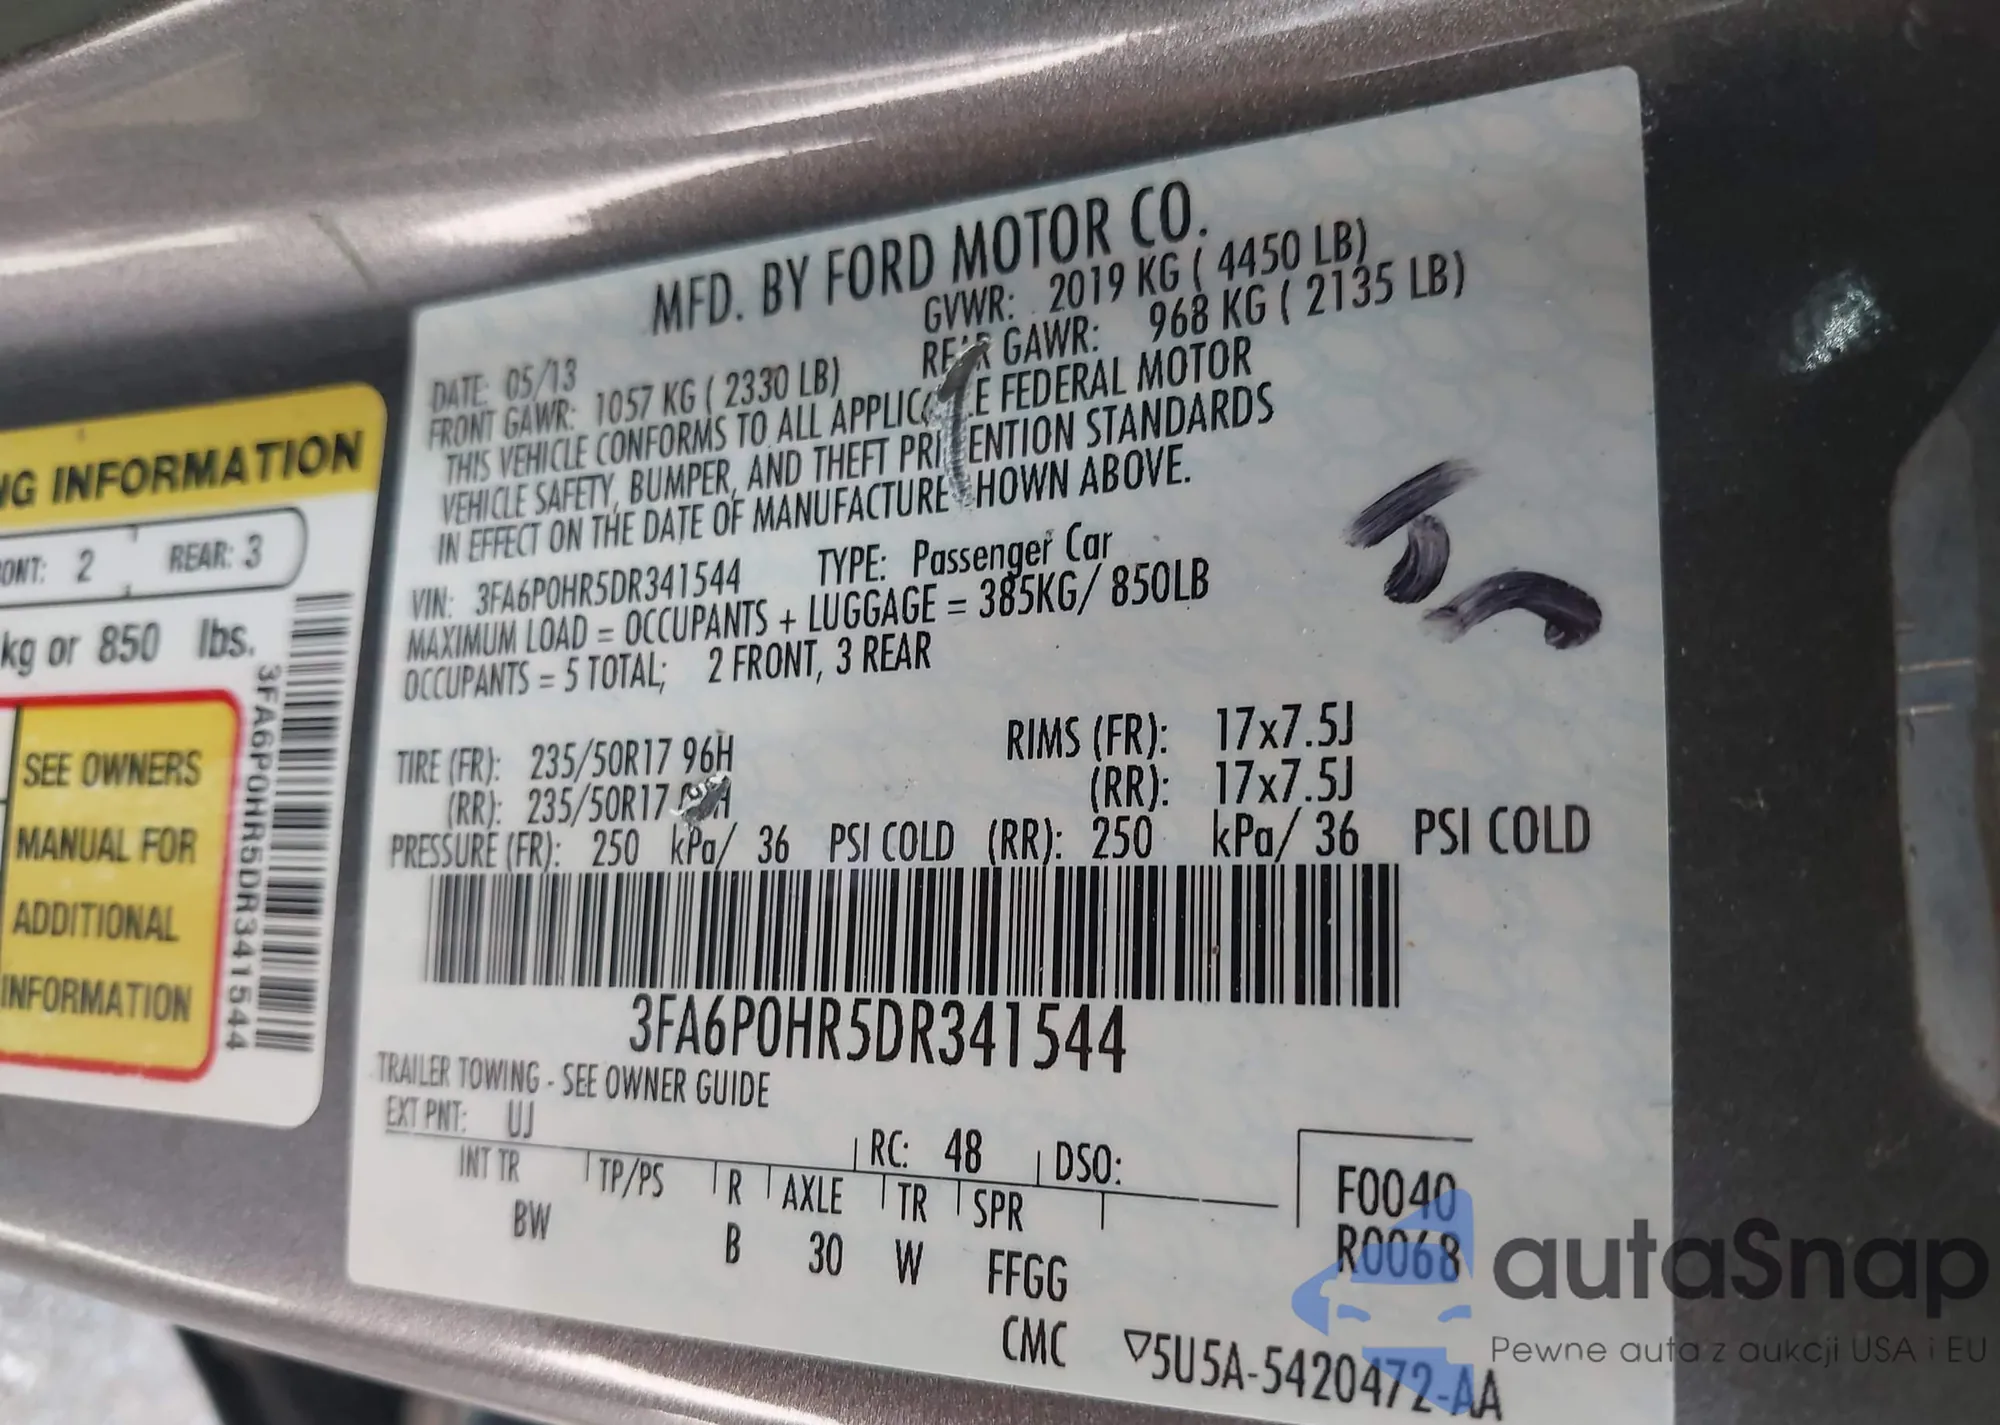 MFD. BY FORD MOTOR CO.
DATE: 05/13 GVWR: 2019 KG ( 4450 LB)
FRONT GAWR: 1057 KG ( 2330 LB) REAR GAWR: 968 KG ( 2135 LB)
THIS VEHICLE CONFORMS TO ALL FEDERAL MOTOR
VEHICLE SAFETY, BUMPER, AND THEFT STANDARDS
IN EFFECT ON THE DATE OF MANUFACTURE SHOWN ABOVE.
VIN: 3FA6P0HR5DR341544 TYPE: Passenger Car
MAXIMUM LOAD = OCCUPANTS + LUGGAGE = 385KG/ 850LB
OCCUPANTS = 5 TOTAL; 2 FRONT, 3 REAR
TIRE (FR): 235/50R17 96H RIMS (FR): 17x7.5J
(RR): 235/50R17 (RR): 17x7.5J
PRESSURE (FR): 250 kPa/ 36 PSI COLD (RR): 250 kPa/ 36 PSI COLD
3FA6P0HR5DR341544
TRAILER TOWING - SEE OWNER GUIDE
EXT PNT: UJ RC: 48 DSO:
INT TR TP/PS R AXLE TR SPR
BW B 30 W FFGG
F0040
R0068
CMC ▽5U5A-5420472-AA
NG INFORMATION
ONT: 2 REAR: 3
kg or 850 lbs.
SEE OWNERS
MANUAL FOR
ADDITIONAL
INFORMATION
3FA6P0HR5DR341544
autaSnap
Pewne auta z aukcji USA i EU